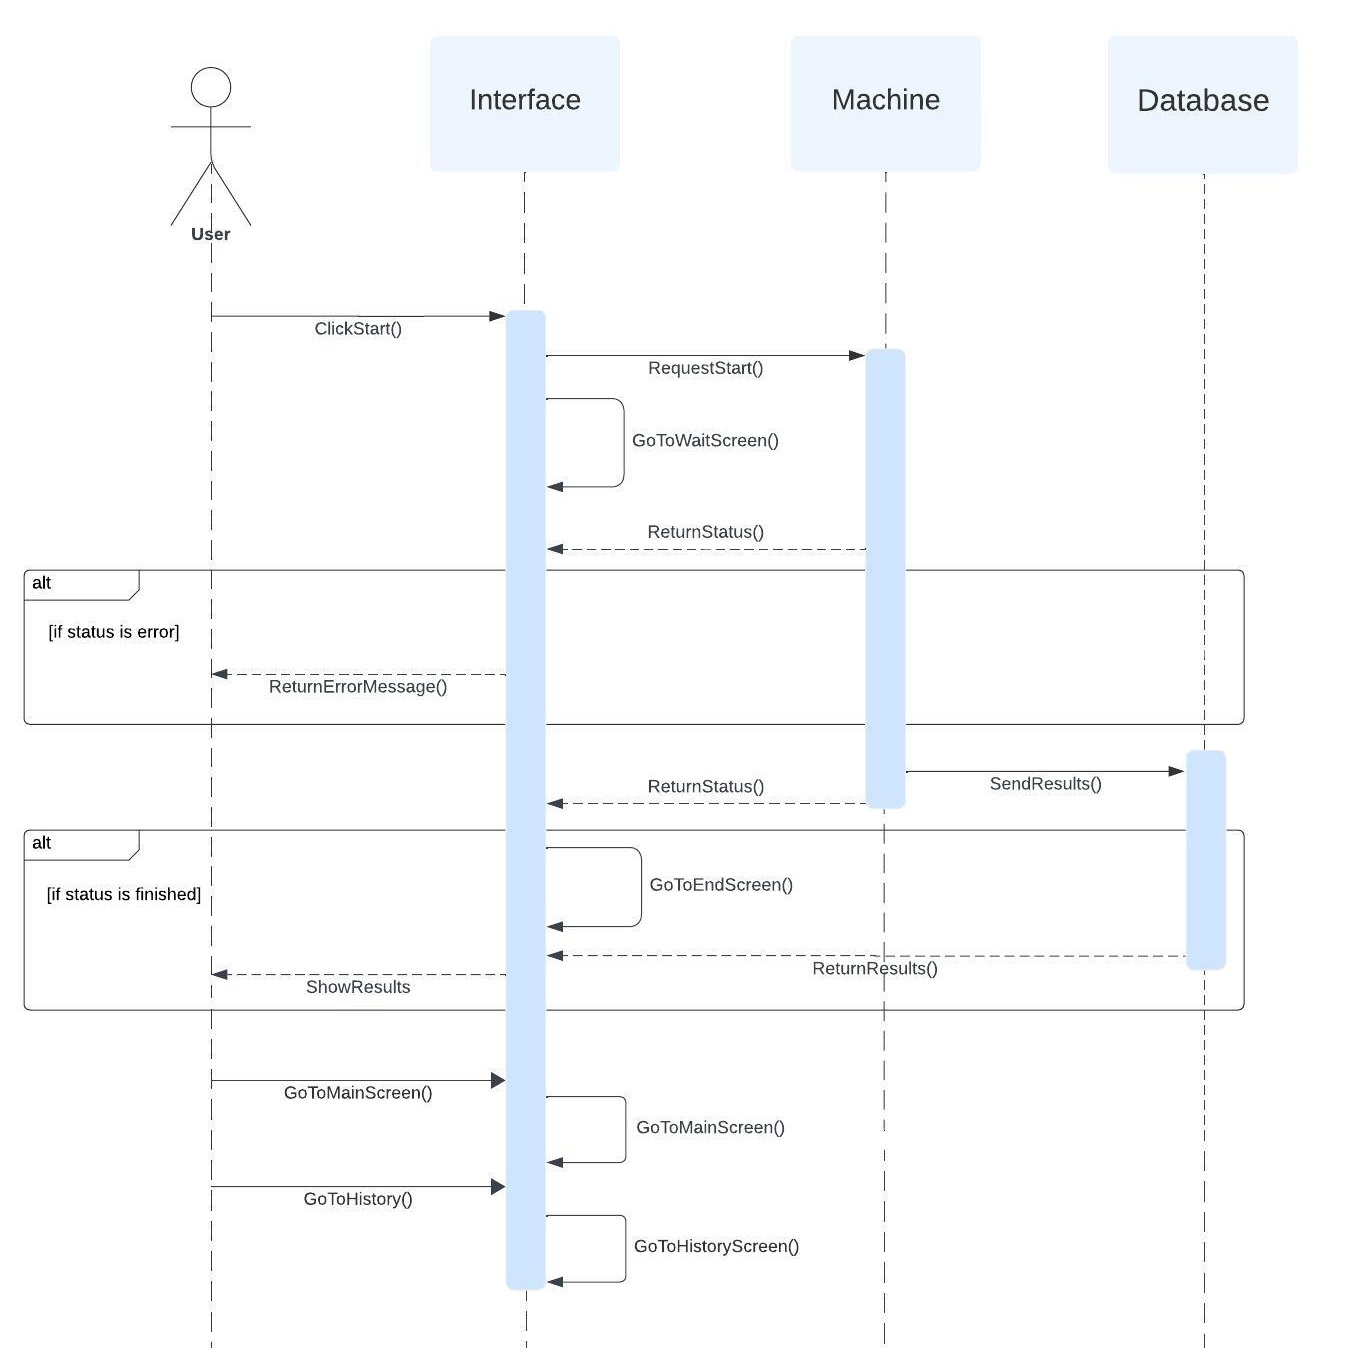 Interface
Machine
Database
User
ClickStart()
RequestStart()
GoToWaitScreen()
ReturnStatus()
alt
[if status is error]
ReturnErrorMessage()
SendResults()
ReturnStatus()
alt
[if status is finished]
GoToEndScreen()
ReturnResults()
ShowResults
GoToMainScreen()
GoToMainScreen()
GoToHistory()
GoToHistoryScreen()